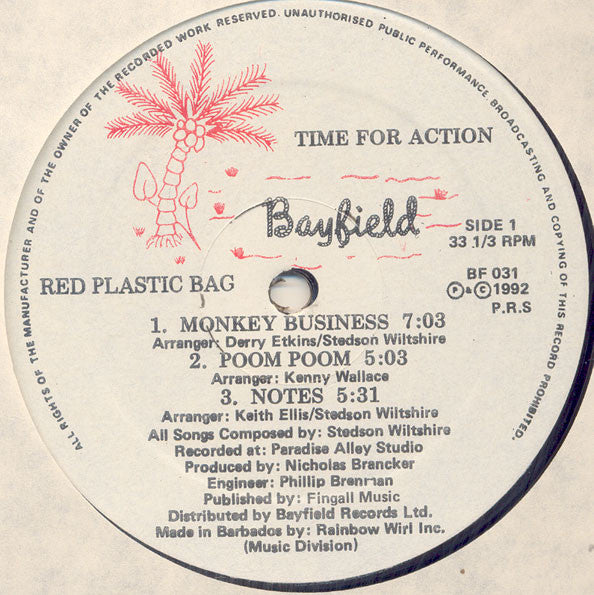 ALL RIGHTS OF THE MANUFACTURER AND OF THE OWNER OF THE RECORDED WORK RESERVED. UNAUTHORISED PUBLIC PERFORMANCE BROADCASTING AND COPYING OF THIS RECORD PROHIBITED.
TIME FOR ACTION
Bayfield
SIDE 1
33 1/3 RPM
RED PLASTIC BAG
BF 031
℗&©1992
P.R.S
1. MONKEY BUSINESS 7:03
Arranger: Derry Etkins/Stedson Wiltshire
2. POOM POOM 5:03
Arranger: Kenny Wallace
3. NOTES 5:31
Arranger: Keith Ellis/Stedson Wiltshire
All Songs Composed by: Stedson Wiltshire
Recorded at: Paradise Alley Studio
Produced by: Nicholas Brancker
Engineer: Phillip Brennan
Published by: Fingall Music
Distributed by Bayfield Records Ltd.
Made in Barbados by: Rainbow Wirl Inc.
(Music Division)